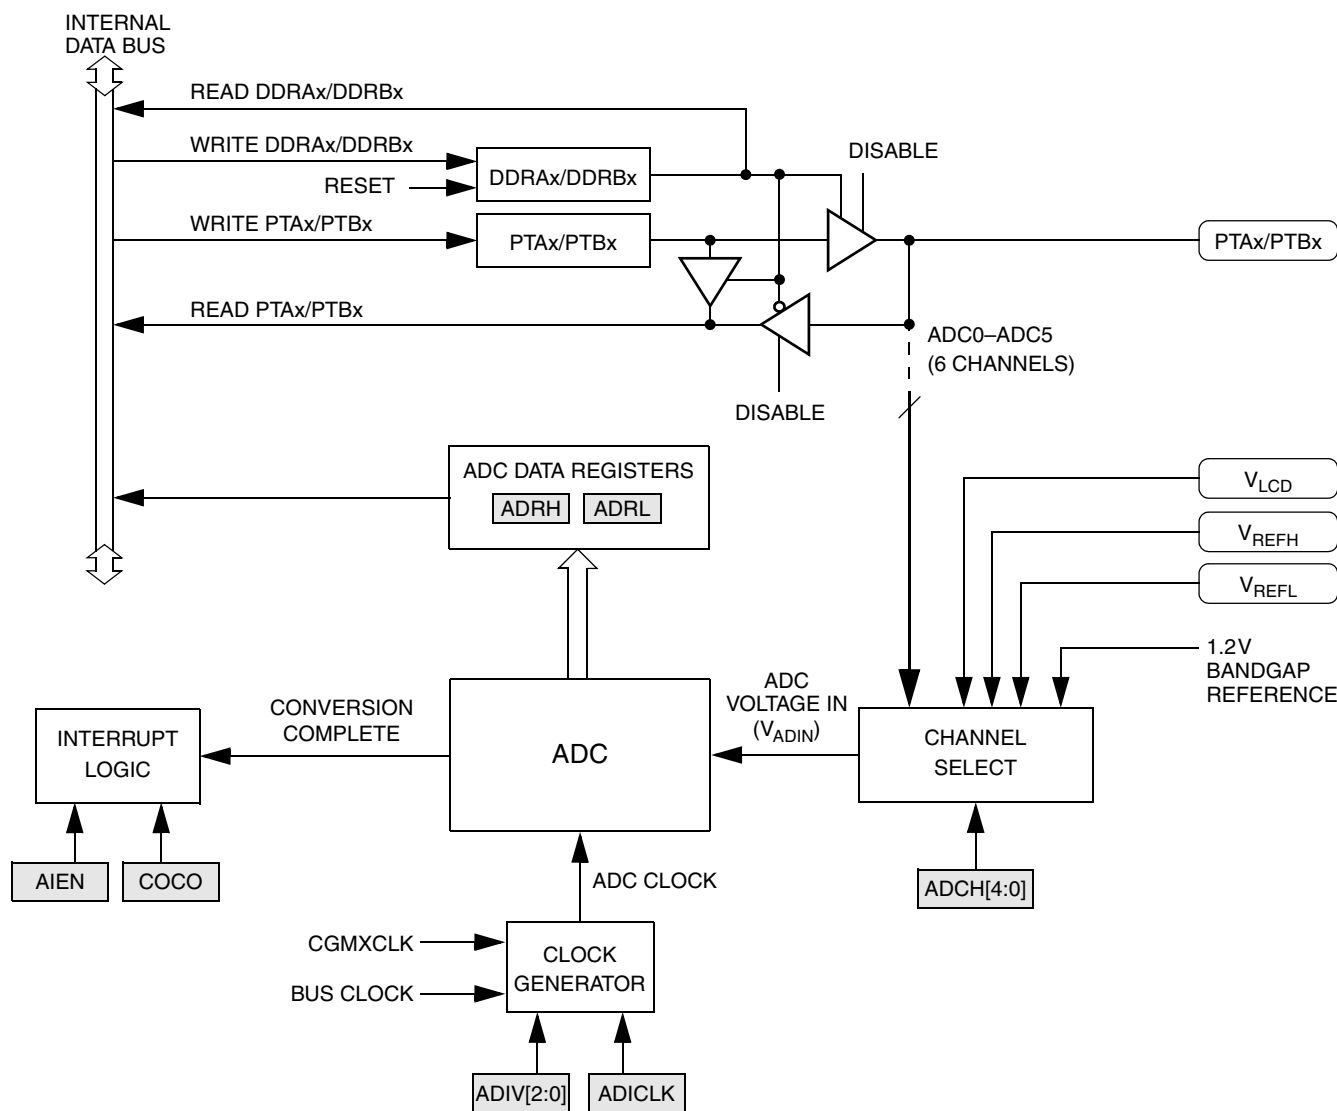 INTERNAL
DATA BUS
READ DDRAx/DDRBx
WRITE DDRAx/DDRBx
RESET
DDRAx/DDRBx
DISABLE
WRITE PTAx/PTBx
PTAx/PTBx
PTAx/PTBx
READ PTAx/PTBx
DISABLE
ADC0–ADC5
(6 CHANNELS)
ADC DATA REGISTERS
ADRH ADRL
VLCD
VREFH
VREFL
1.2V
BANDGAP
REFERENCE
INTERRUPT
LOGIC
CONVERSION
COMPLETE
ADC
ADC
VOLTAGE IN
(VADIN)
CHANNEL
SELECT
AIEN
COCO
ADC CLOCK
ADCH[4:0]
CGMXCLK
BUS CLOCK
CLOCK
GENERATOR
ADIV[2:0]
ADICLK